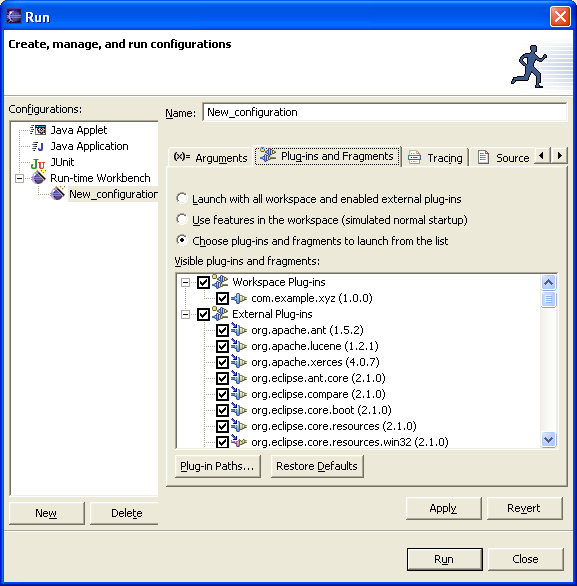 Run
Create, manage, and run configurations
Configurations:
Java Applet
Java Application
JUnit
Run-time Workbench
New_configuration
New
Delete
Name: New_configuration
(x)= Arguments
Plug-ins and Fragments
Tracing
Source
Launch with all workspace and enabled external plug-ins
Use features in the workspace (simulated normal startup)
Choose plug-ins and fragments to launch from the list
Visible plug-ins and fragments:
Workspace Plug-ins
com.example.xyz (1.0.0)
External Plug-ins
org.apache.ant (1.5.2)
org.apache.lucene (1.2.1)
org.apache.xerces (4.0.7)
org.eclipse.ant.core (2.1.0)
org.eclipse.compare (2.1.0)
org.eclipse.core.boot (2.1.0)
org.eclipse.core.resources (2.1.0)
org.eclipse.core.resources.win32 (2.1.0)
Plug-in Paths...
Restore Defaults
Apply
Revert
Run
Close